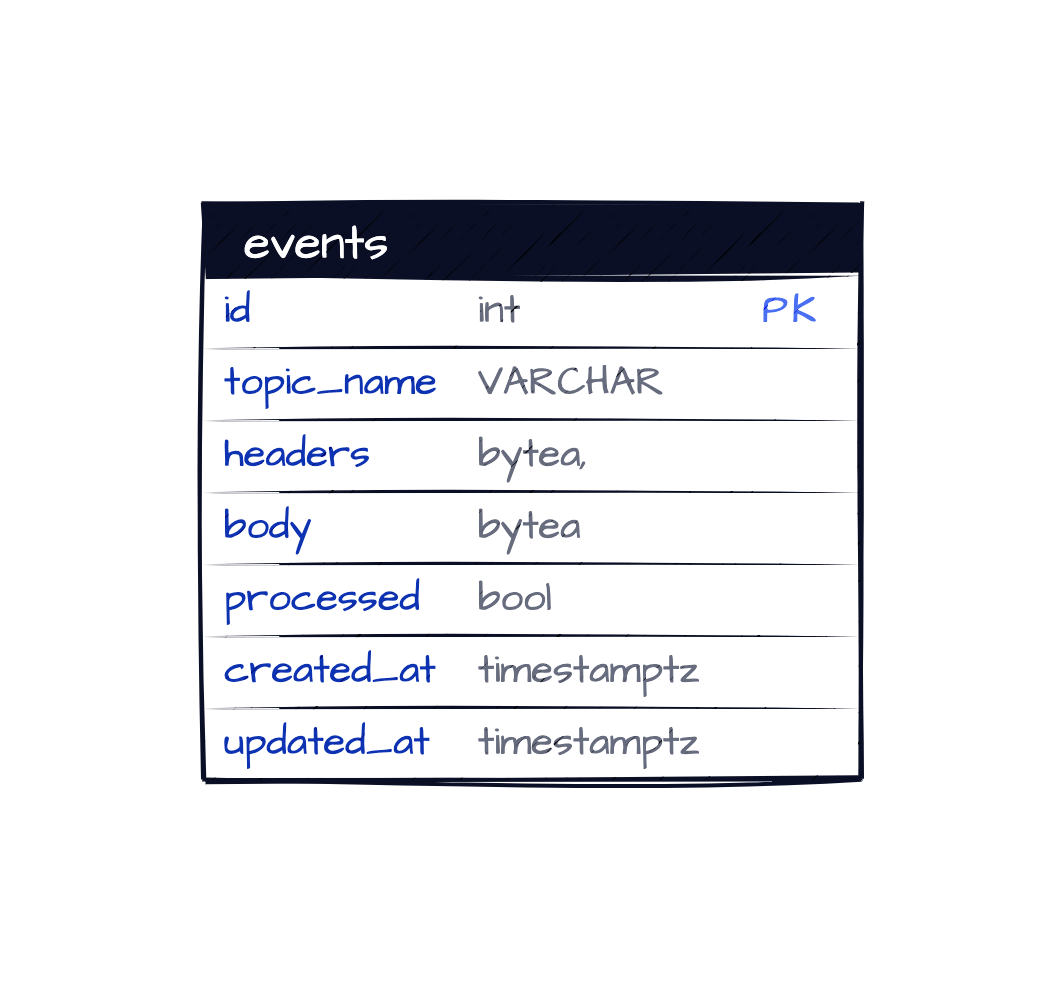 events
id int PK
topic_name VARCHAR
headers bytea,
body bytea
processed bool
created_at timestamptz
updated_at timestamptz